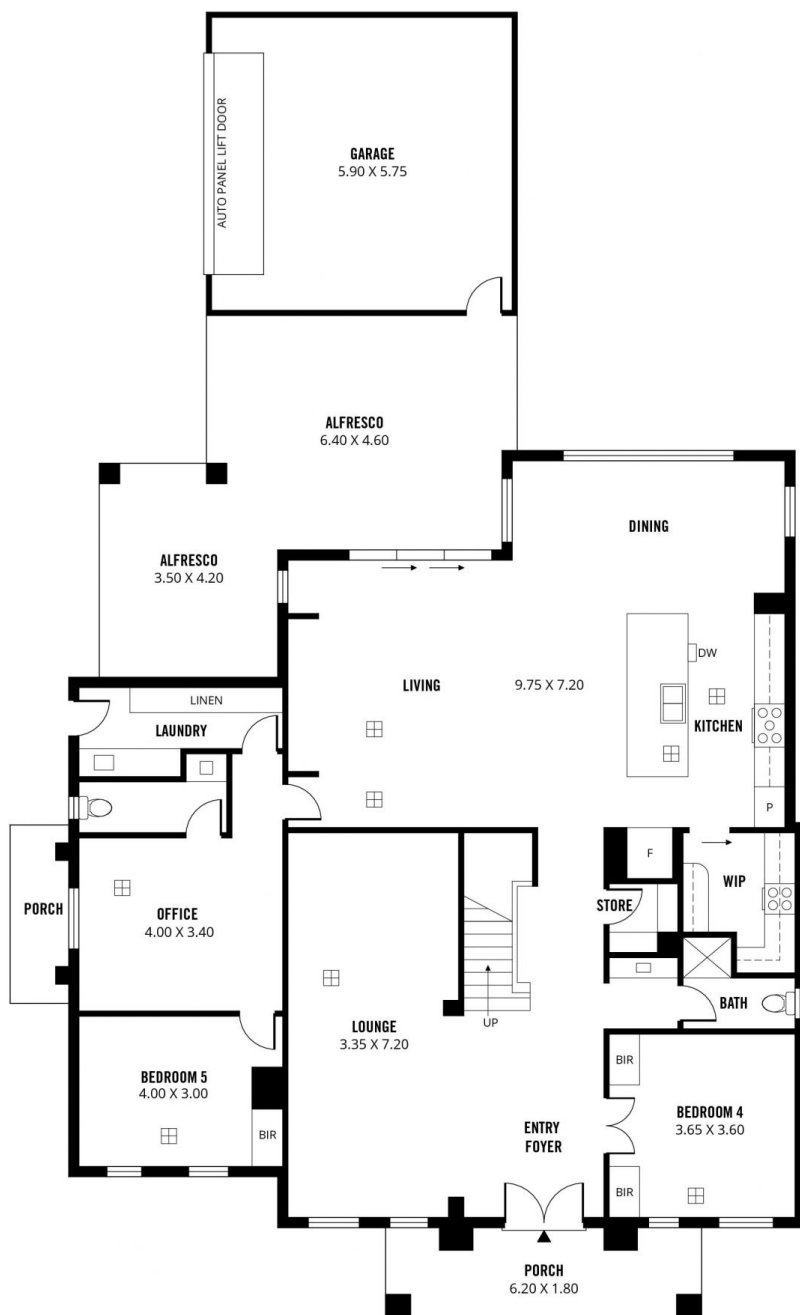 AUTO PANEL LIFT DOOR
GARAGE
5.90 X 5.75
ALFRESCO
6.40 X 4.60
ALFRESCO
3.50 X 4.20
DINING
LIVING
9.75 X 7.20
DW
KITCHEN
P
LINEN
LAUNDRY
F
WIP
STORE
PORCH
OFFICE
4.00 X 3.40
LOUNGE
3.35 X 7.20
UP
BATH
BEDROOM 5
4.00 X 3.00
BIR
BIR
BEDROOM 4
3.65 X 3.60
BIR
ENTRY
FOYER
PORCH
6.20 X 1.80